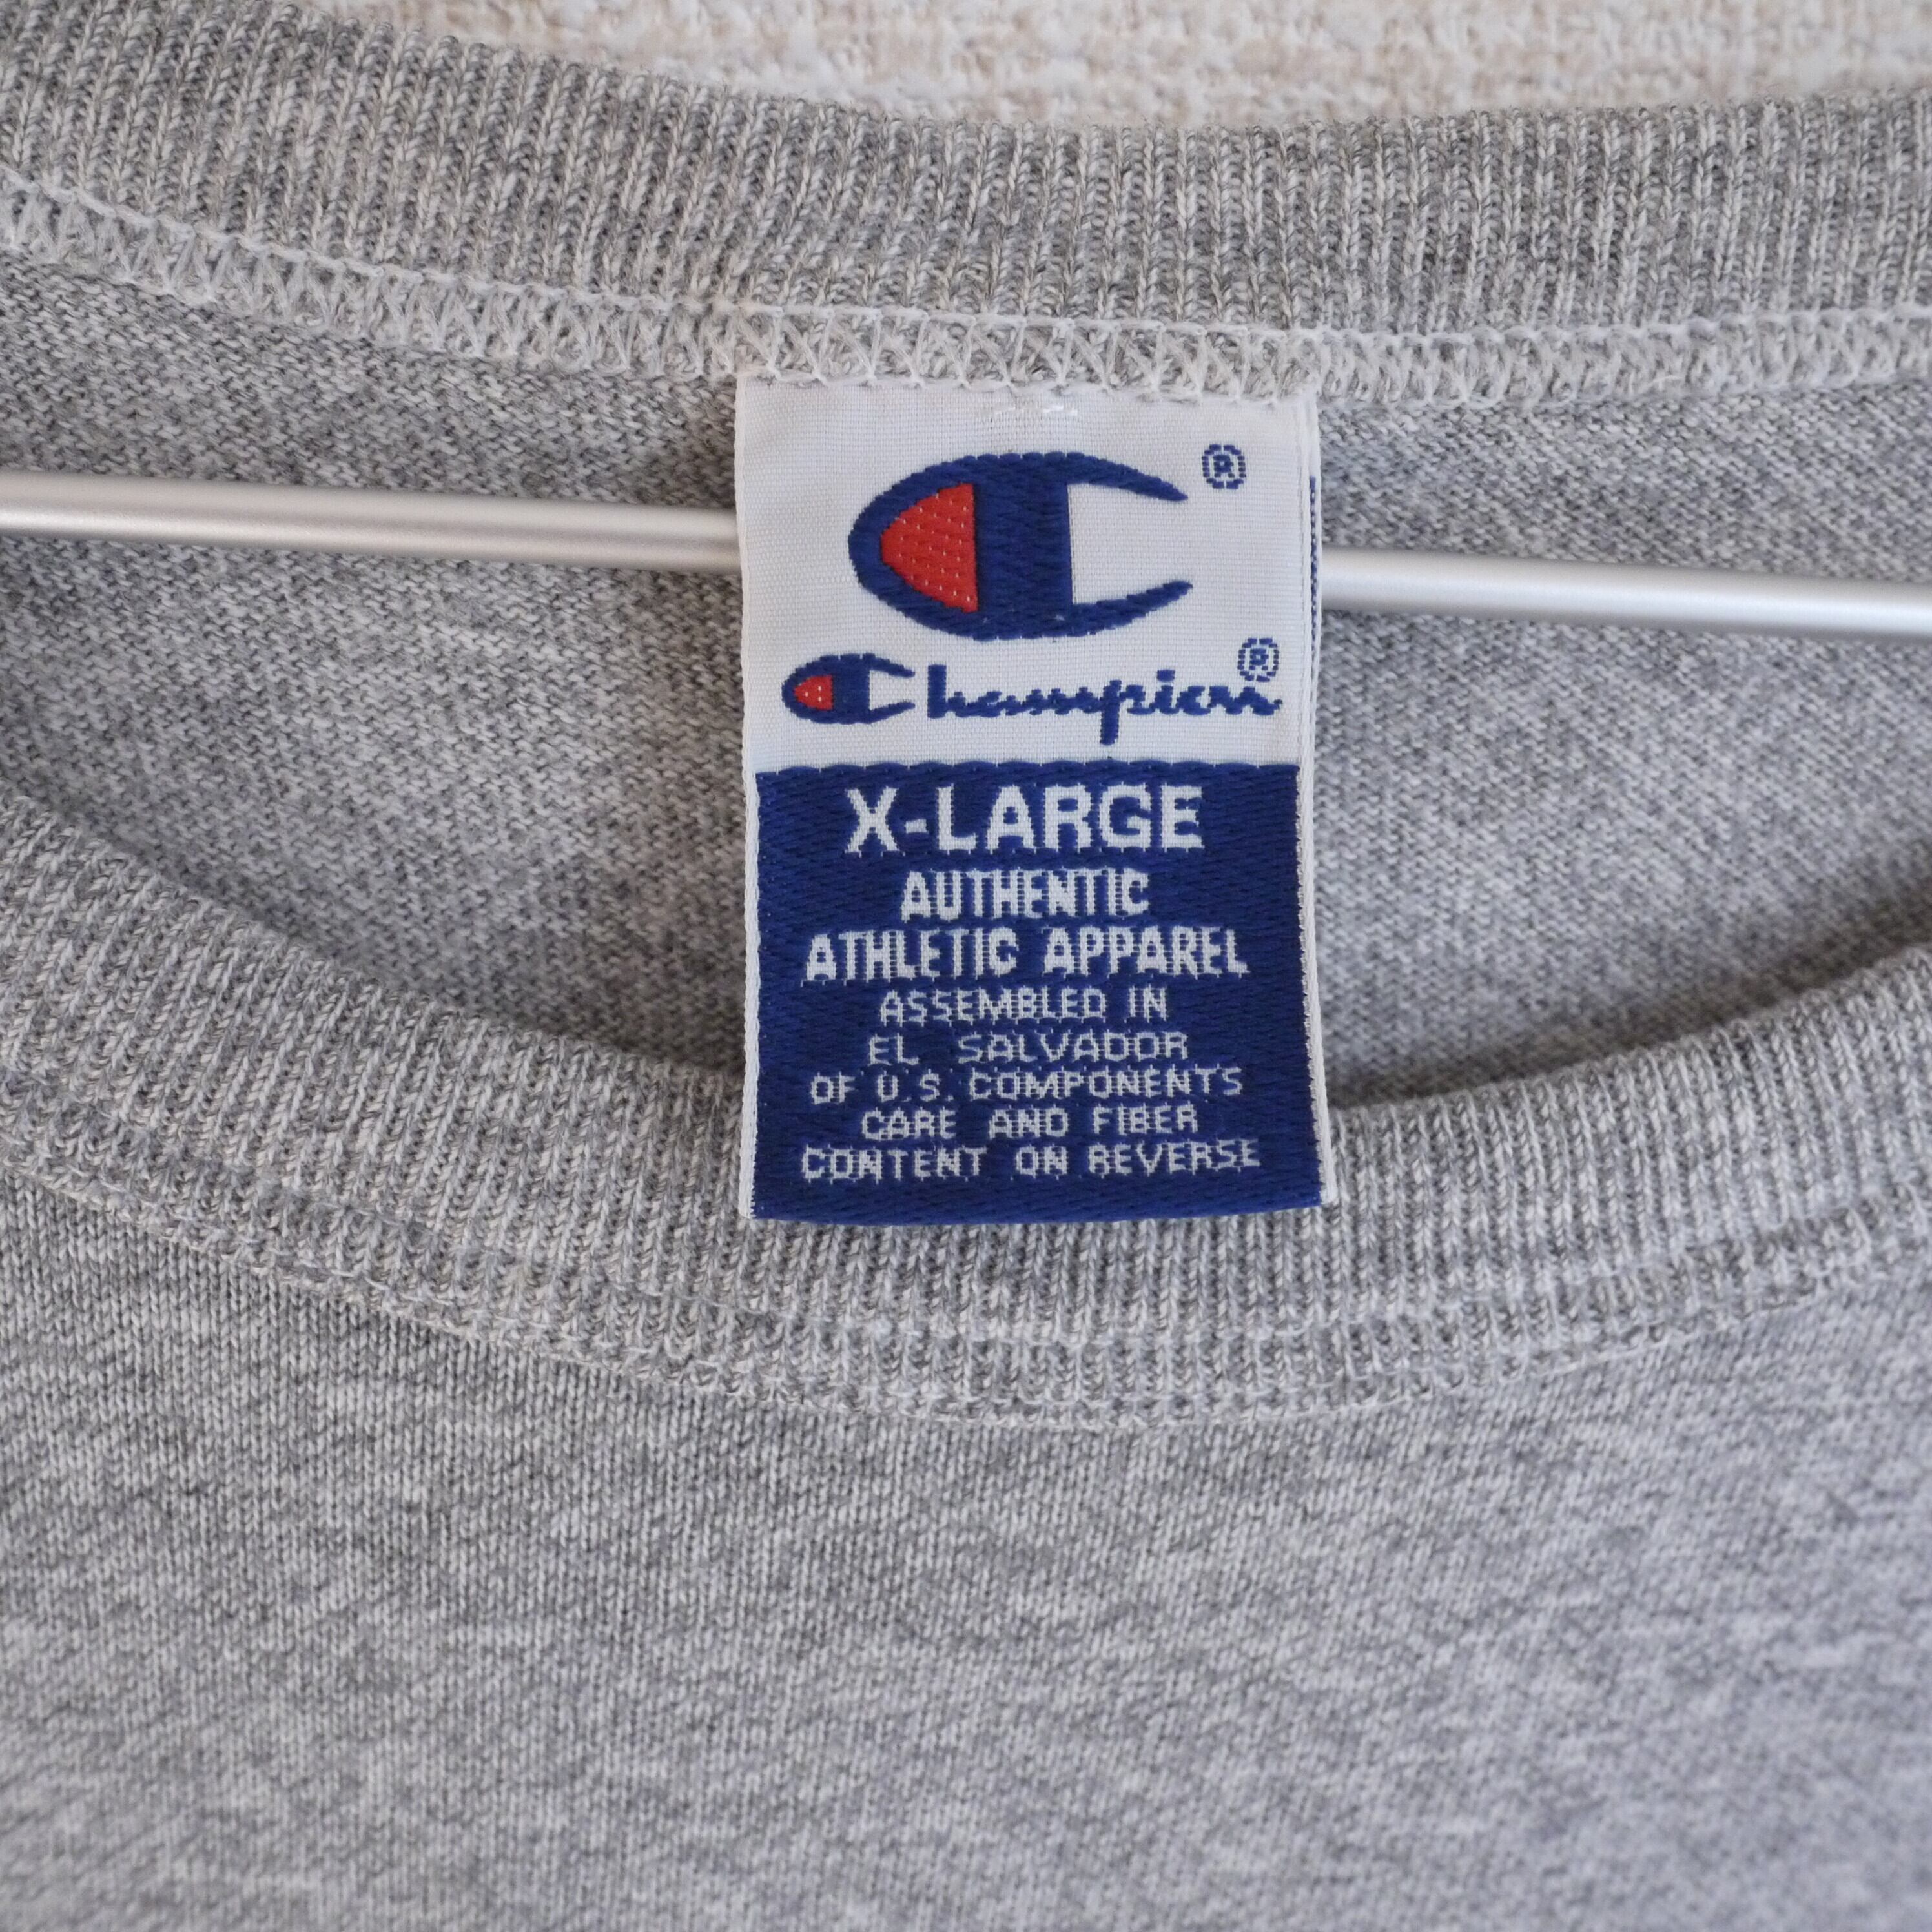 ®
Champion®
X-LARGE
AUTHENTIC
ATHLETIC APPAREL
ASSEMBLED IN
EL SALVADOR
OF U.S. COMPONENTS
CARE AND FIBER
CONTENT ON REVERSE